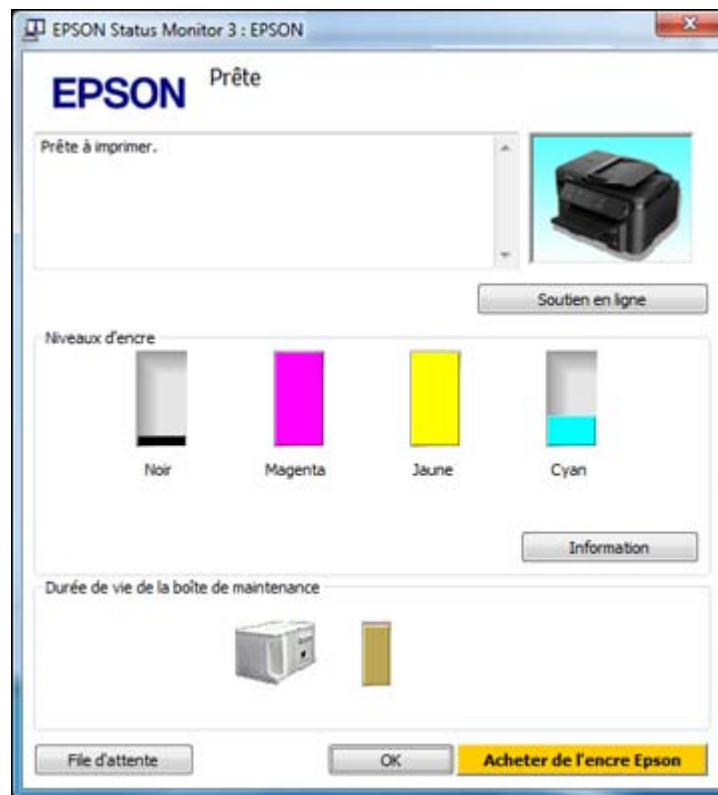 EPSON Status Monitor 3 : EPSON
EPSON
Prête
Prête à imprimer.
Soutien en ligne
Niveaux d'encre
Noir
Magenta
Jaune
Cyan
Information
Durée de vie de la boîte de maintenance
File d'attente
OK
Acheter de l'encre Epson